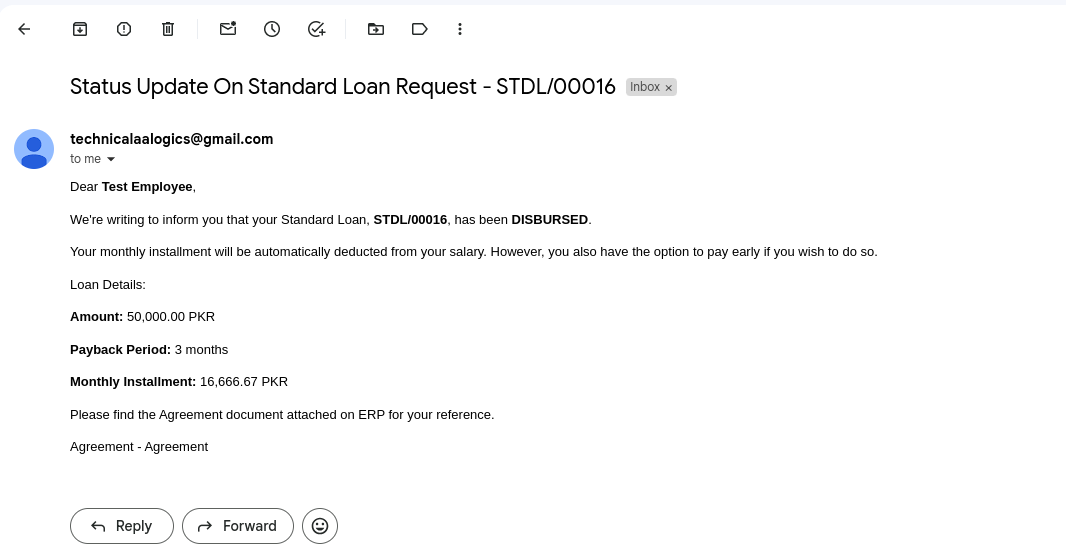 Status Update On Standard Loan Request - STDL/00016 Inbox ×
technicalaalogics@gmail.com
to me
Dear Test Employee,
We're writing to inform you that your Standard Loan, STDL/00016, has been DISBURSED.
Your monthly installment will be automatically deducted from your salary. However, you also have the option to pay early if you wish to do so.
Loan Details:
Amount: 50,000.00 PKR
Payback Period: 3 months
Monthly Installment: 16,666.67 PKR
Please find the Agreement document attached on ERP for your reference.
Agreement - Agreement
Reply Forward